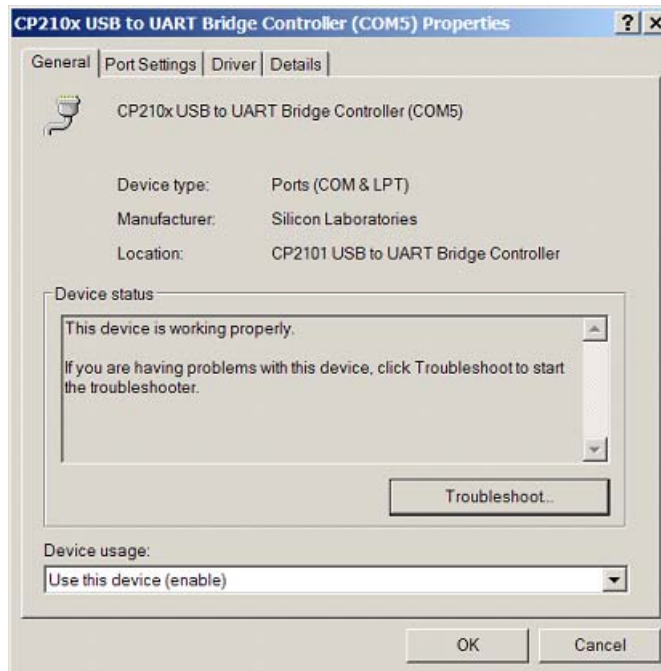 CP210x USB to UART Bridge Controller (COM5) Properties
General Port Settings Driver Details
CP210x USB to UART Bridge Controller (COM5)
Device type: Ports (COM & LPT)
Manufacturer: Silicon Laboratories
Location: CP2101 USB to UART Bridge Controller
Device status
This device is working properly.
If you are having problems with this device, click Troubleshoot to start
the troubleshooter.
Troubleshoot...
Device usage:
Use this device (enable)
OK Cancel